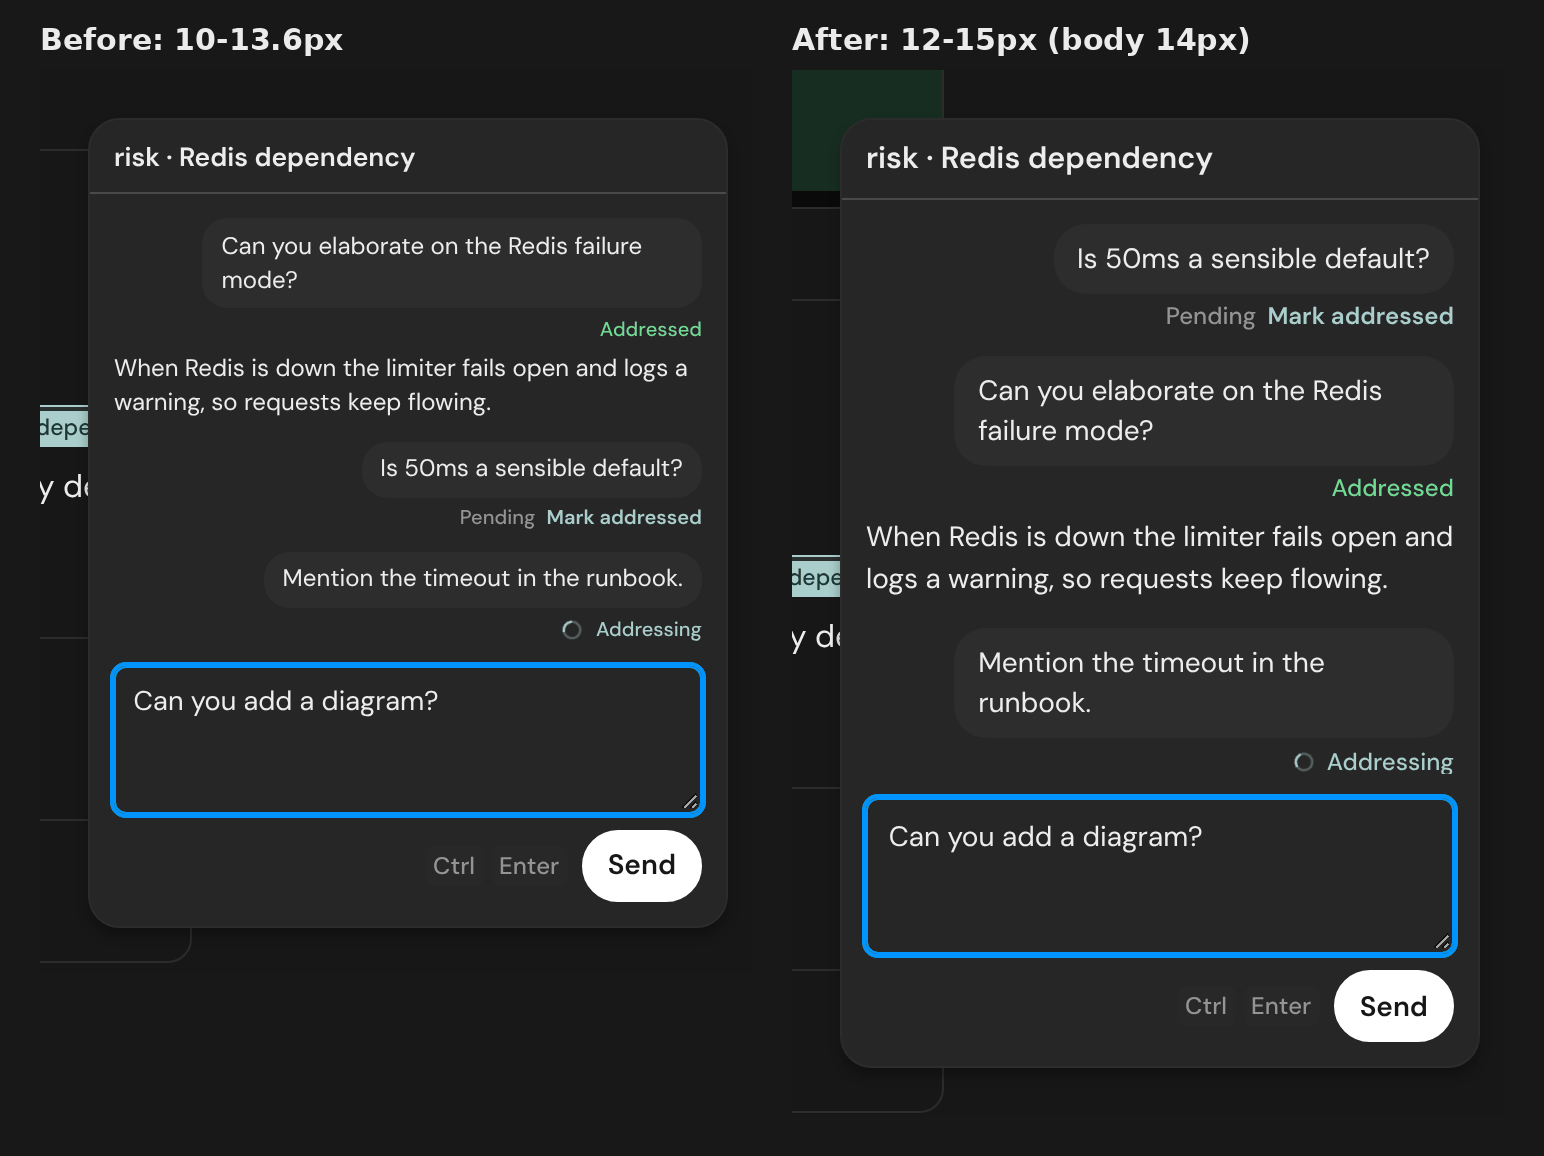 Before: 10-13.6px
risk · Redis dependency
Can you elaborate on the Redis failure
mode?
Addressed
When Redis is down the limiter fails open and logs a
warning, so requests keep flowing.
Is 50ms a sensible default?
Pending Mark addressed
Mention the timeout in the runbook.
Addressing
Can you add a diagram?
Ctrl Enter Send
depe
y de
After: 12-15px (body 14px)
risk · Redis dependency
Is 50ms a sensible default?
Pending Mark addressed
Can you elaborate on the Redis
failure mode?
Addressed
When Redis is down the limiter fails open and
logs a warning, so requests keep flowing.
Mention the timeout in the
runbook.
Addressing
Can you add a diagram?
Ctrl Enter Send
depe
y de